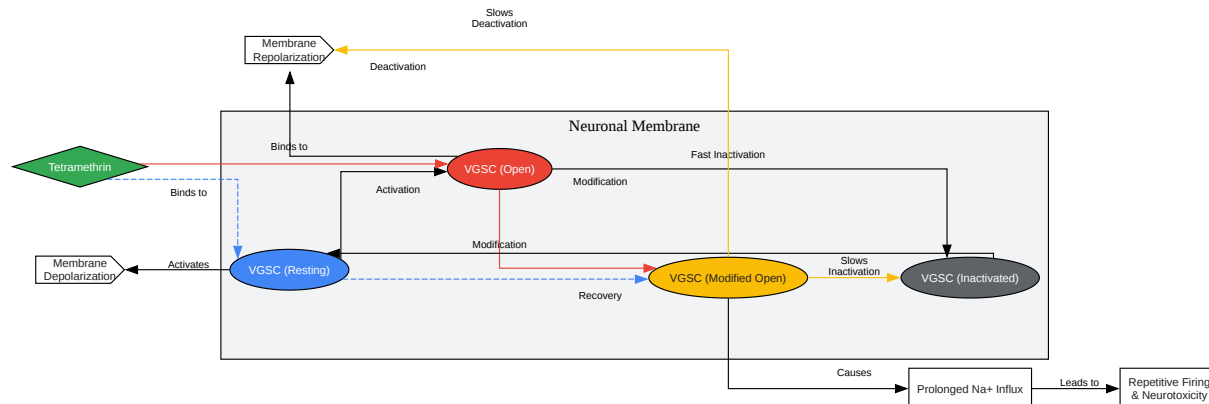 Slows
Deactivation
Membrane
Repolarization
Deactivation
Neuronal Membrane
Binds to
Fast Inactivation
Tetramethrin
VGSC (Open)
Modification
Binds to
Activation
Modification
Membrane
Depolarization
Activates
VGSC (Resting)
Slows
Inactivation
VGSC (Modified Open)
VGSC (Inactivated)
Recovery
Causes
Prolonged Na+ Influx
Leads to
Repetitive Firing
& Neurotoxicity